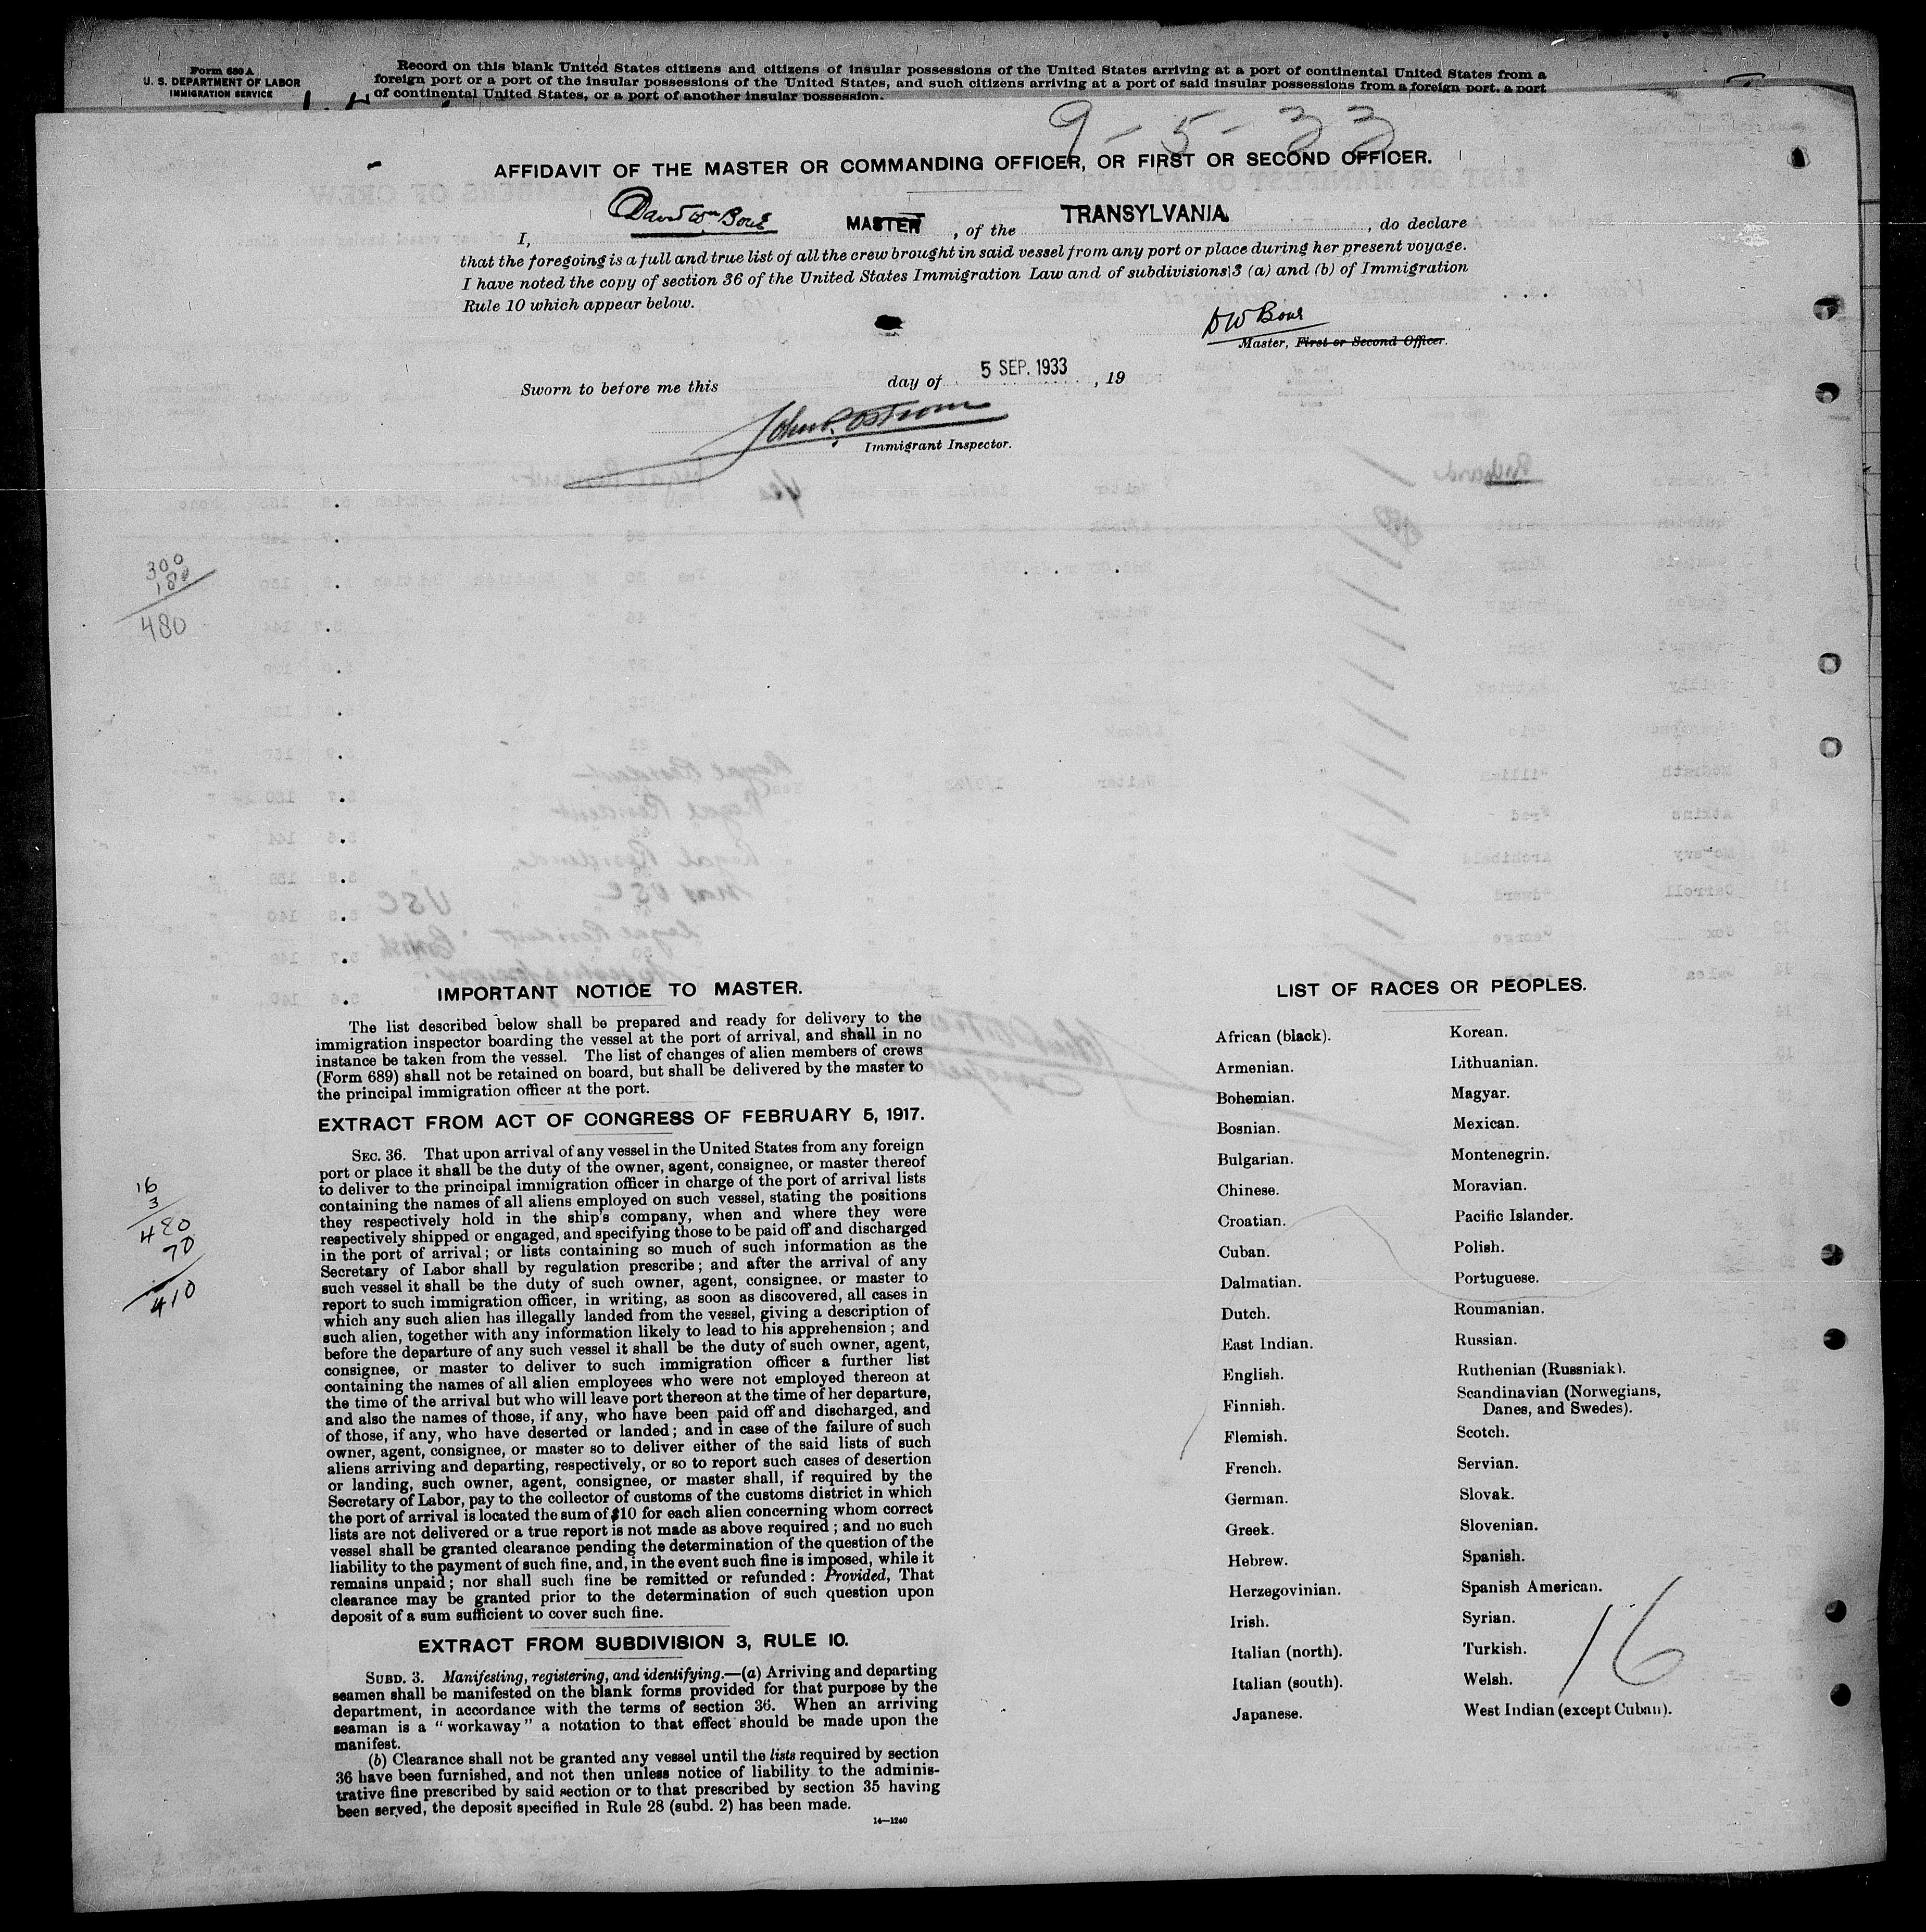 Form 680 A
U. S. DEPARTMENT OF LABOR
IMMIGRATION SERVICE
Record on this blank United States citizens and citizens of insular possessions of the United States arriving at a port of continental United States from a
foreign port or a port of the insular possessions of the United States, and such citizens arriving at a port of said insular possessions from a foreign port, a port
of continental United States, or a port of another insular possession.
9-5-33
AFFIDAVIT OF THE MASTER OR COMMANDING OFFICER, OR FIRST OR SECOND OFFICER.
I, David Wm Bone MASTER, of the TRANSYLVANIA, do declare
that the foregoing is a full and true list of all the crew brought in said vessel from any port or place during her present voyage.
I have noted the copy of section 36 of the United States Immigration Law and of subdivisions 3 (a) and (b) of Immigration
Rule 10 which appear below.
DW Bone
Master, First or Second Officer.
Sworn to before me this day of 5 SEP. 1933, 19
John P. Ostrom
Immigrant Inspector.
300
180
480
IMPORTANT NOTICE TO MASTER.
The list described below shall be prepared and ready for delivery to the
immigration inspector boarding the vessel at the port of arrival, and shall in no
instance be taken from the vessel. The list of changes of alien members of crews
(Form 689) shall not be retained on board, but shall be delivered by the master to
the principal immigration officer at the port.
EXTRACT FROM ACT OF CONGRESS OF FEBRUARY 5, 1917.
SEC. 36. That upon arrival of any vessel in the United States from any foreign
port or place it shall be the duty of the owner, agent, consignee, or master thereof
to deliver to the principal immigration officer in charge of the port of arrival lists
containing the names of all aliens employed on such vessel, stating the positions
they respectively hold in the ship's company, when and where they were
respectively shipped or engaged, and specifying those to be paid off and discharged
in the port of arrival; or lists containing so much of such information as the
Secretary of Labor shall by regulation prescribe; and after the arrival of any
such vessel it shall be the duty of such owner, agent, consignee, or master to
report to such immigration officer, in writing, as soon as discovered, all cases in
which any such alien has illegally landed from the vessel, giving a description of
such alien, together with any information likely to lead to his apprehension; and
before the departure of any such vessel it shall be the duty of such owner, agent,
consignee, or master to deliver to such immigration officer a further list
containing the names of all alien employees who were not employed thereon at
the time of the arrival but who will leave port thereon at the time of her departure,
and also the names of those, if any, who have been paid off and discharged, and
of those, if any, who have deserted or landed; and in case of the failure of such
owner, agent, consignee, or master so to deliver either of the said lists of such
aliens arriving and departing, respectively, or so to report such cases of desertion
or landing, such owner, agent, consignee, or master shall, if required by the
Secretary of Labor, pay to the collector of customs of the customs district in which
the port of arrival is located the sum of $10 for each alien concerning whom correct
lists are not delivered or a true report is not made as above required; and no such
vessel shall be granted clearance pending the determination of the question of the
liability to the payment of such fine, and, in the event such fine is imposed, while it
remains unpaid; nor shall such fine be remitted or refunded: Provided, That
clearance may be granted prior to the determination of such question upon
deposit of a sum sufficient to cover such fine.
16
3
480
70
410
EXTRACT FROM SUBDIVISION 3, RULE 10.
SUBD. 3. Manifesting, registering, and identifying.—(a) Arriving and departing
seamen shall be manifested on the blank forms provided for that purpose by the
department, in accordance with the terms of section 36. When an arriving
seaman is a "workaway" a notation to that effect should be made upon the
manifest.
(b) Clearance shall not be granted any vessel until the lists required by section
36 have been furnished, and not then unless notice of liability to the adminis-
trative fine prescribed by said section or to that prescribed by section 35 having
been served, the deposit specified in Rule 28 (subd. 2) has been made.
14—1240
LIST OF RACES OR PEOPLES.
African (black).
Armenian.
Bohemian.
Bosnian.
Bulgarian.
Chinese.
Croatian.
Cuban.
Dalmatian.
Dutch.
East Indian.
English.
Finnish.
Flemish.
French.
German.
Greek.
Hebrew.
Herzegovinian.
Irish.
Italian (north).
Italian (south).
Japanese.
Korean.
Lithuanian.
Magyar.
Mexican.
Montenegrin.
Moravian.
Pacific Islander.
Polish.
Portuguese.
Roumanian.
Russian.
Ruthenian (Russniak).
Scandinavian (Norwegians,
Danes, and Swedes).
Scotch.
Servian.
Slovak.
Slovenian.
Spanish.
Spanish American.
Syrian.
Turkish.
Welsh.
West Indian (except Cuban).
16